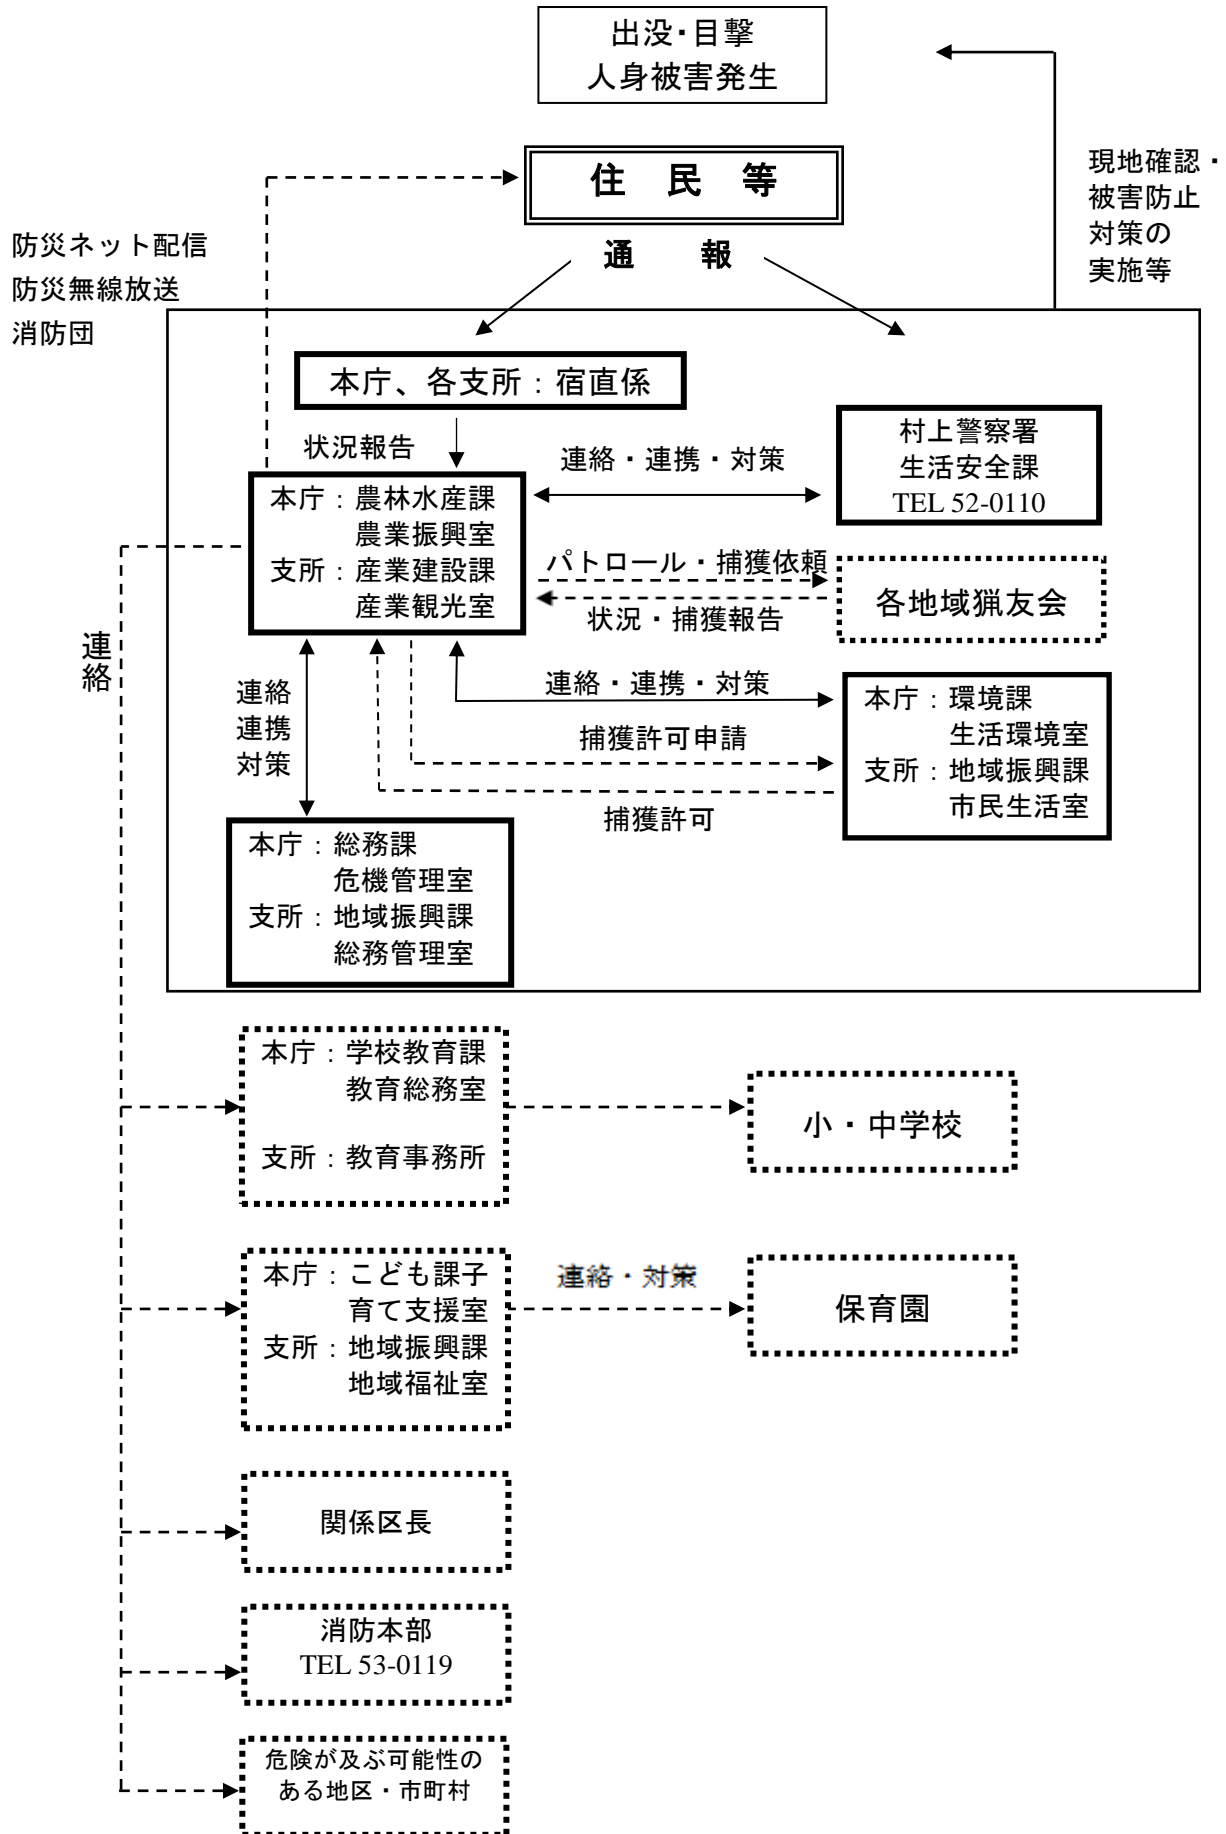 出没・目撃
人身被害発生
住 民 等
通 報
現地確認・
被害防止
対策の
実施等
防災ネット配信
防災無線放送
消防団
本庁、各支所：宿直係
状況報告
連絡・連携・対策
村上警察署
生活安全課
TEL 52-0110
本庁：農林水産課
農業振興室
支所：産業建設課
産業観光室
パトロール・捕獲依頼
状況・捕獲報告
各地域猟友会
連絡
連絡
連携
対策
連絡・連携・対策
捕獲許可申請
捕獲許可
本庁：環境課
生活環境室
支所：地域振興課
市民生活室
本庁：総務課
危機管理室
支所：地域振興課
総務管理室
本庁：学校教育課
教育総務室
支所：教育事務所
小・中学校
本庁：こども課子
育て支援室
支所：地域振興課
地域福祉室
連絡・対策
保育園
関係区長
消防本部
TEL 53-0119
危険が及ぶ可能性の
ある地区・市町村